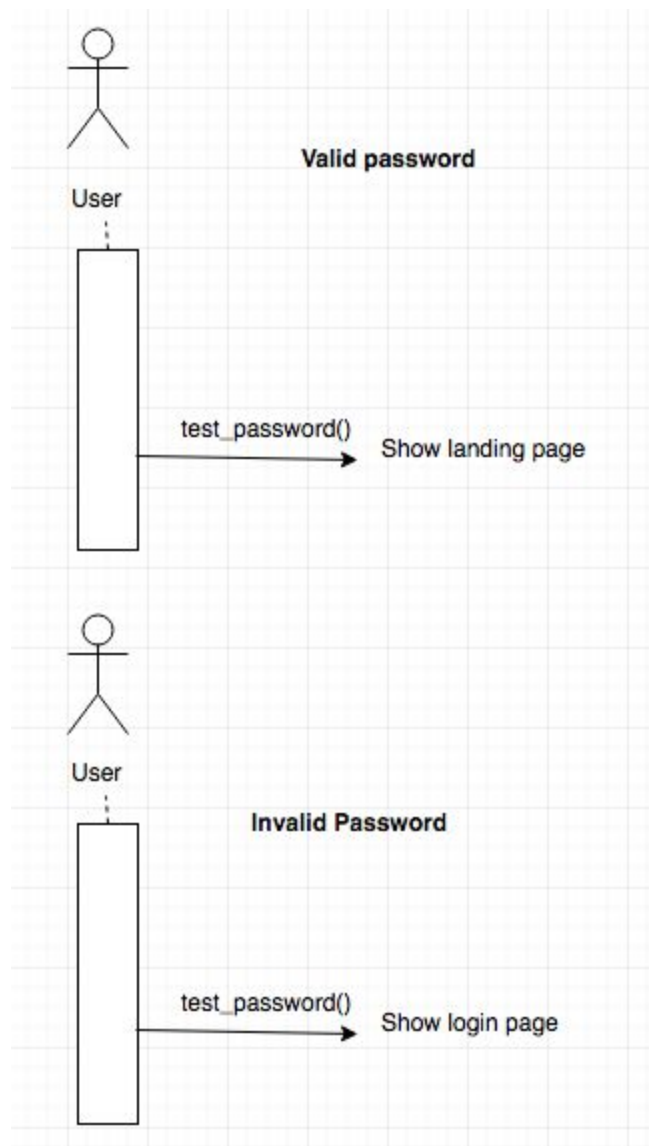 Valid password
User
test_password()
Show landing page
User
Invalid Password
test_password()
Show login page